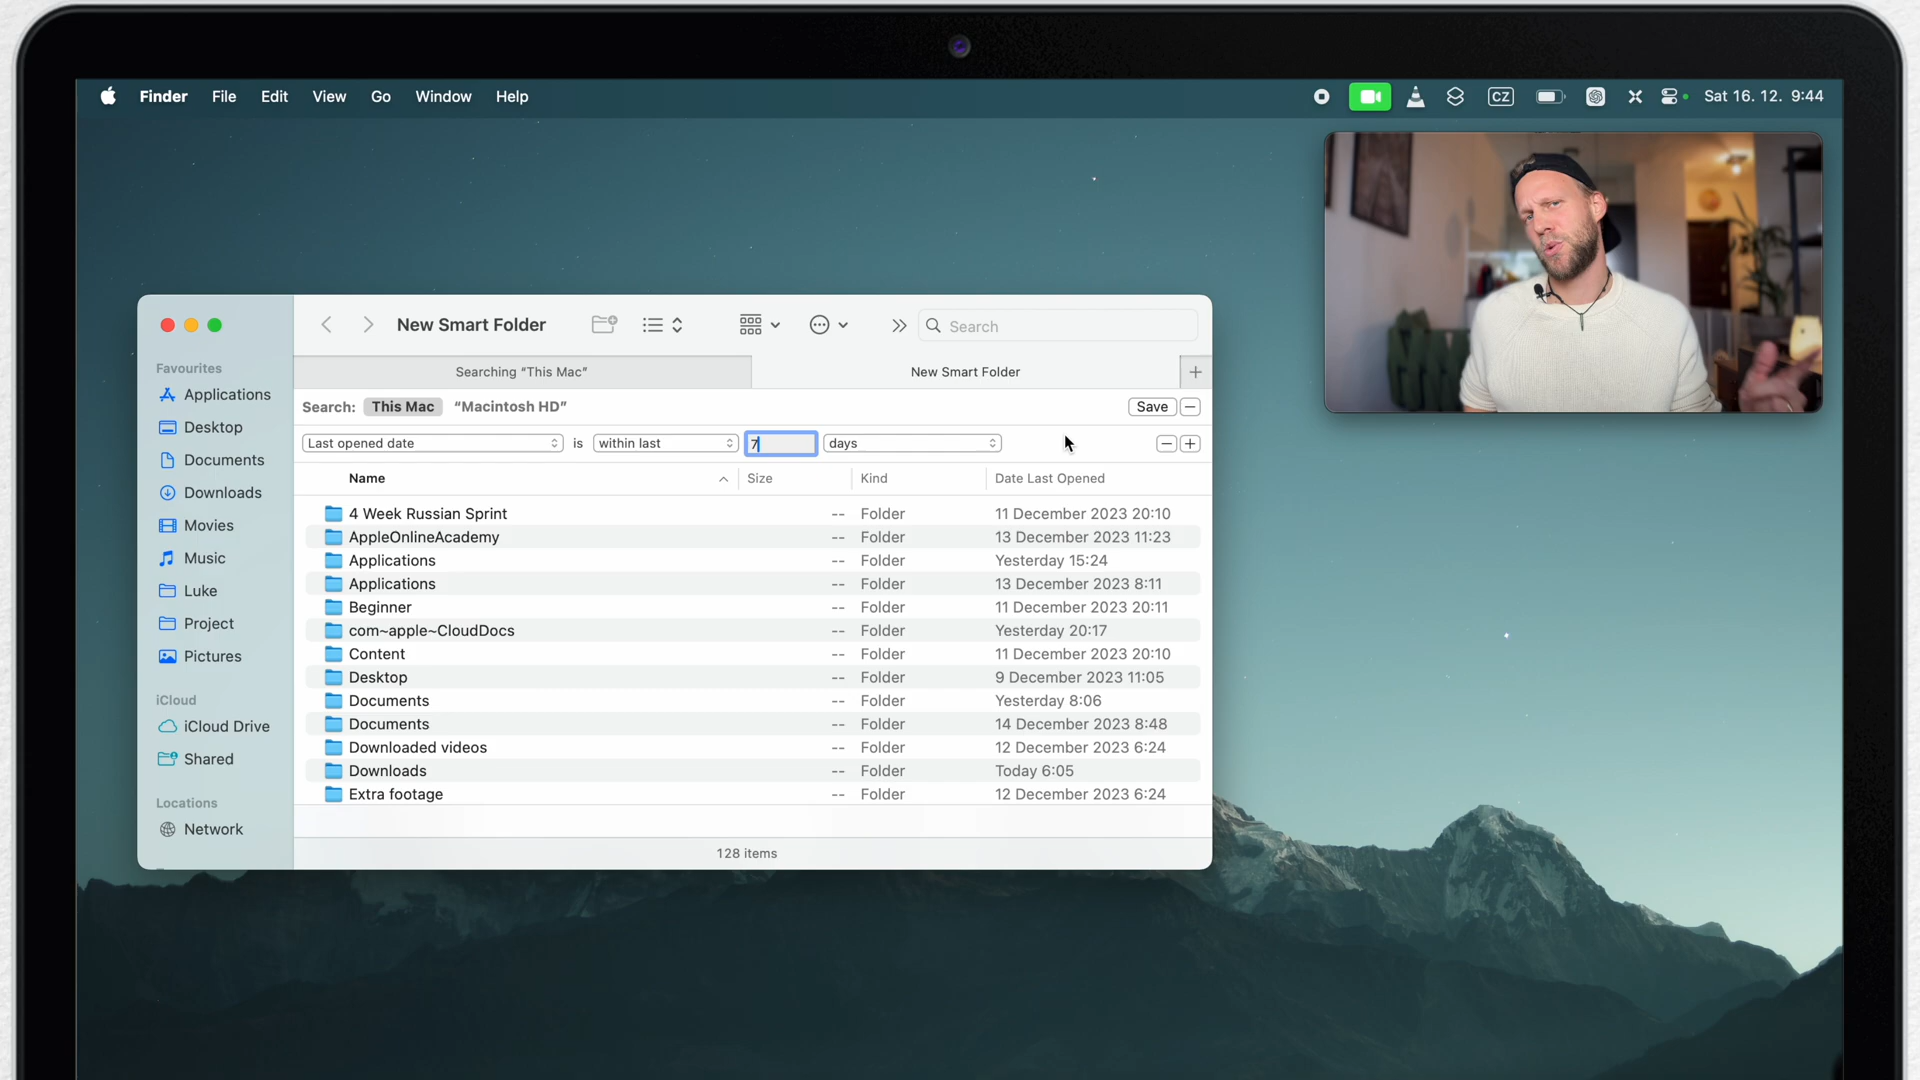 Finder File Edit View Go Window Help CZ Sat 16. 12. 9:44
New Smart Folder Search
Searching “This Mac” New Smart Folder
Search: This Mac “Macintosh HD” Save
Last opened date is within last 7 days
Name Size Kind Date Last Opened
4 Week Russian Sprint -- Folder 11 December 2023 20:10
AppleOnlineAcademy -- Folder 13 December 2023 11:23
Applications -- Folder Yesterday 15:24
Applications -- Folder 13 December 2023 8:11
Beginner -- Folder 11 December 2023 20:11
com~apple~CloudDocs -- Folder Yesterday 20:17
Content -- Folder 11 December 2023 20:10
Desktop -- Folder 9 December 2023 11:05
Documents -- Folder Yesterday 8:06
Documents -- Folder 14 December 2023 8:48
Downloaded videos -- Folder 12 December 2023 6:24
Downloads -- Folder Today 6:05
Extra footage -- Folder 12 December 2023 6:24
128 items
Favourites
Applications
Desktop
Documents
Downloads
Movies
Music
Luke
Project
Pictures
iCloud
iCloud Drive
Shared
Locations
Network